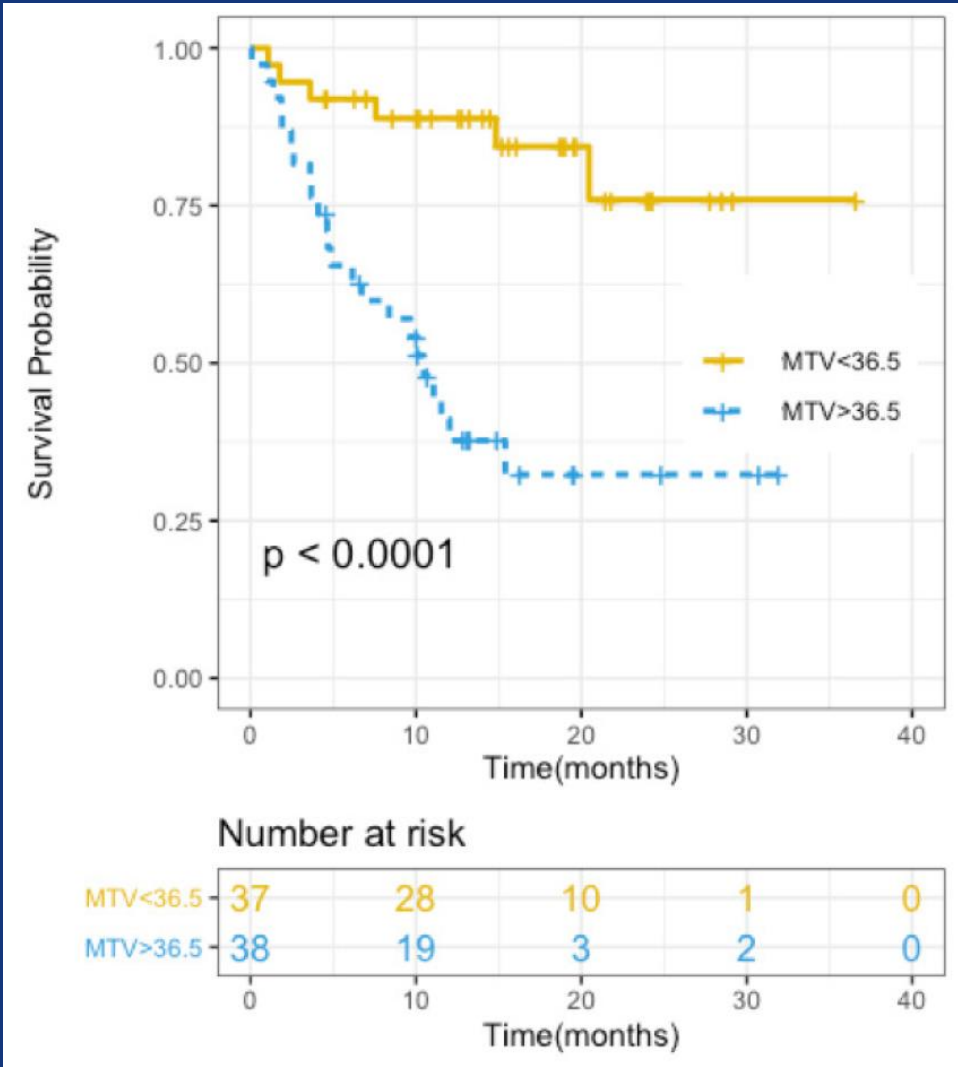 1.00
0.75
0.50
0.25
0.00
Survival Probability
MTV<36.5
MTV>36.5
p < 0.0001
0 10 20 30 40
Time(months)
Number at risk
MTV<36.5 37 28 10 1 0
MTV>36.5 38 19 3 2 0
0 10 20 30 40
Time(months)